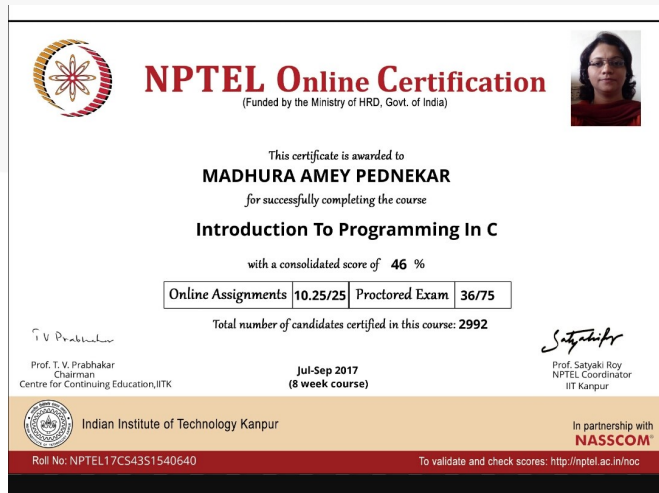 NPTEL Online Certification
(Funded by the Ministry of HRD, Govt. of India)
This certificate is awarded to
MADHURA AMEY PEDNEKAR
for successfully completing the course
Introduction To Programming In C
with a consolidated score of 46 %
Online Assignments 10.25/25 Proctored Exam 36/75
Total number of candidates certified in this course: 2992
T V Prabhakar
Prof. T. V. Prabhakar
Chairman
Centre for Continuing Education,IITK
Jul-Sep 2017
(8 week course)
Prof. Satyaki Roy
NPTEL Coordinator
IIT Kanpur
Indian Institute of Technology Kanpur
In partnership with
NASSCOM®
Roll No: NPTEL17CS43S1540640
To validate and check scores: http://nptel.ac.in/noc